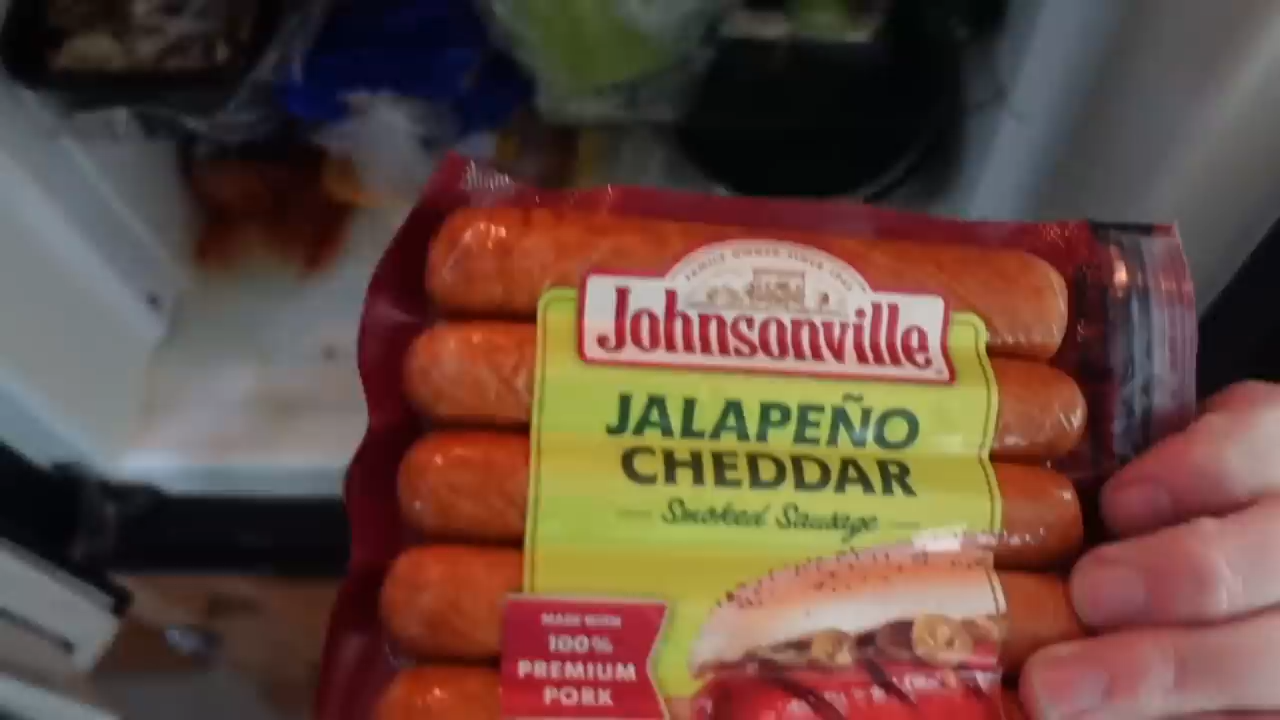 Johnsonville
JALAPEÑO
CHEDDAR
Smoked Sausage
MADE WITH
100%
PREMIUM
PORK